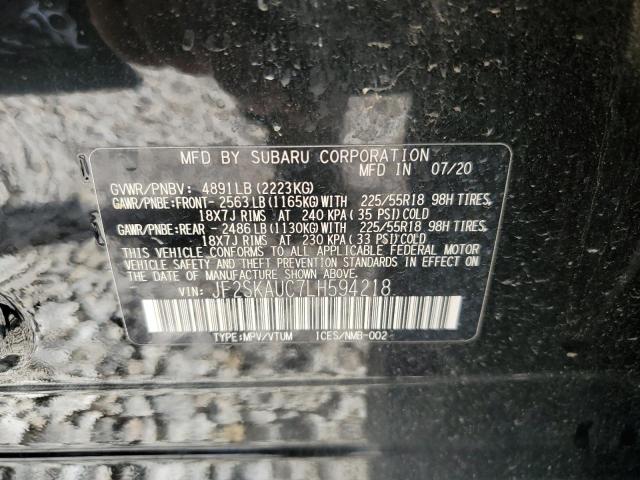 MFD BY SUBARU CORPORATION
MFD IN 07/20
GVWR/PNBV: 4891LB(2223KG)
GAWR/PNBE:FRONT-2563LB(1165KG)WITH 225/55R18 98H TIRES,
18X7J RIMS AT 240 KPA(35 PSI)COLD
GAWR/PNBE:REAR -2486LB(1130KG)WITH 225/55R18 98H TIRES,
18X7J RIMS AT 230 KPA(33 PSI)COLD
THIS VEHICLE CONFORMS TO ALL APPLICABLE FEDERAL MOTOR
VEHICLE SAFETY AND THEFT PREVENTION STANDARDS IN EFFECT
ON THE DATE OF MANUFACTURE SHOWN ABOVE.
VIN: JF2SKAUC7LH594218
TYPE:MPV/VTUM ICES/NMB-002